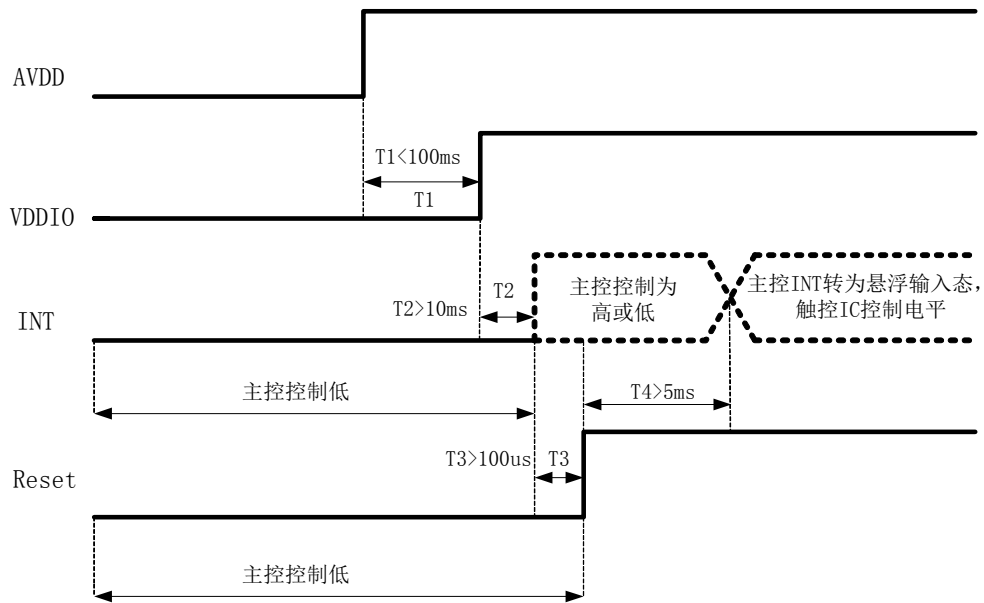 AVDD
T1<100ms
T1
VDDIO
T2>10ms
T2
主控控制为
高或低
主控INT转为悬浮输入态,
触控IC控制电平
INT
主控控制低
T4>5ms
T3>100us
T3
Reset
主控控制低